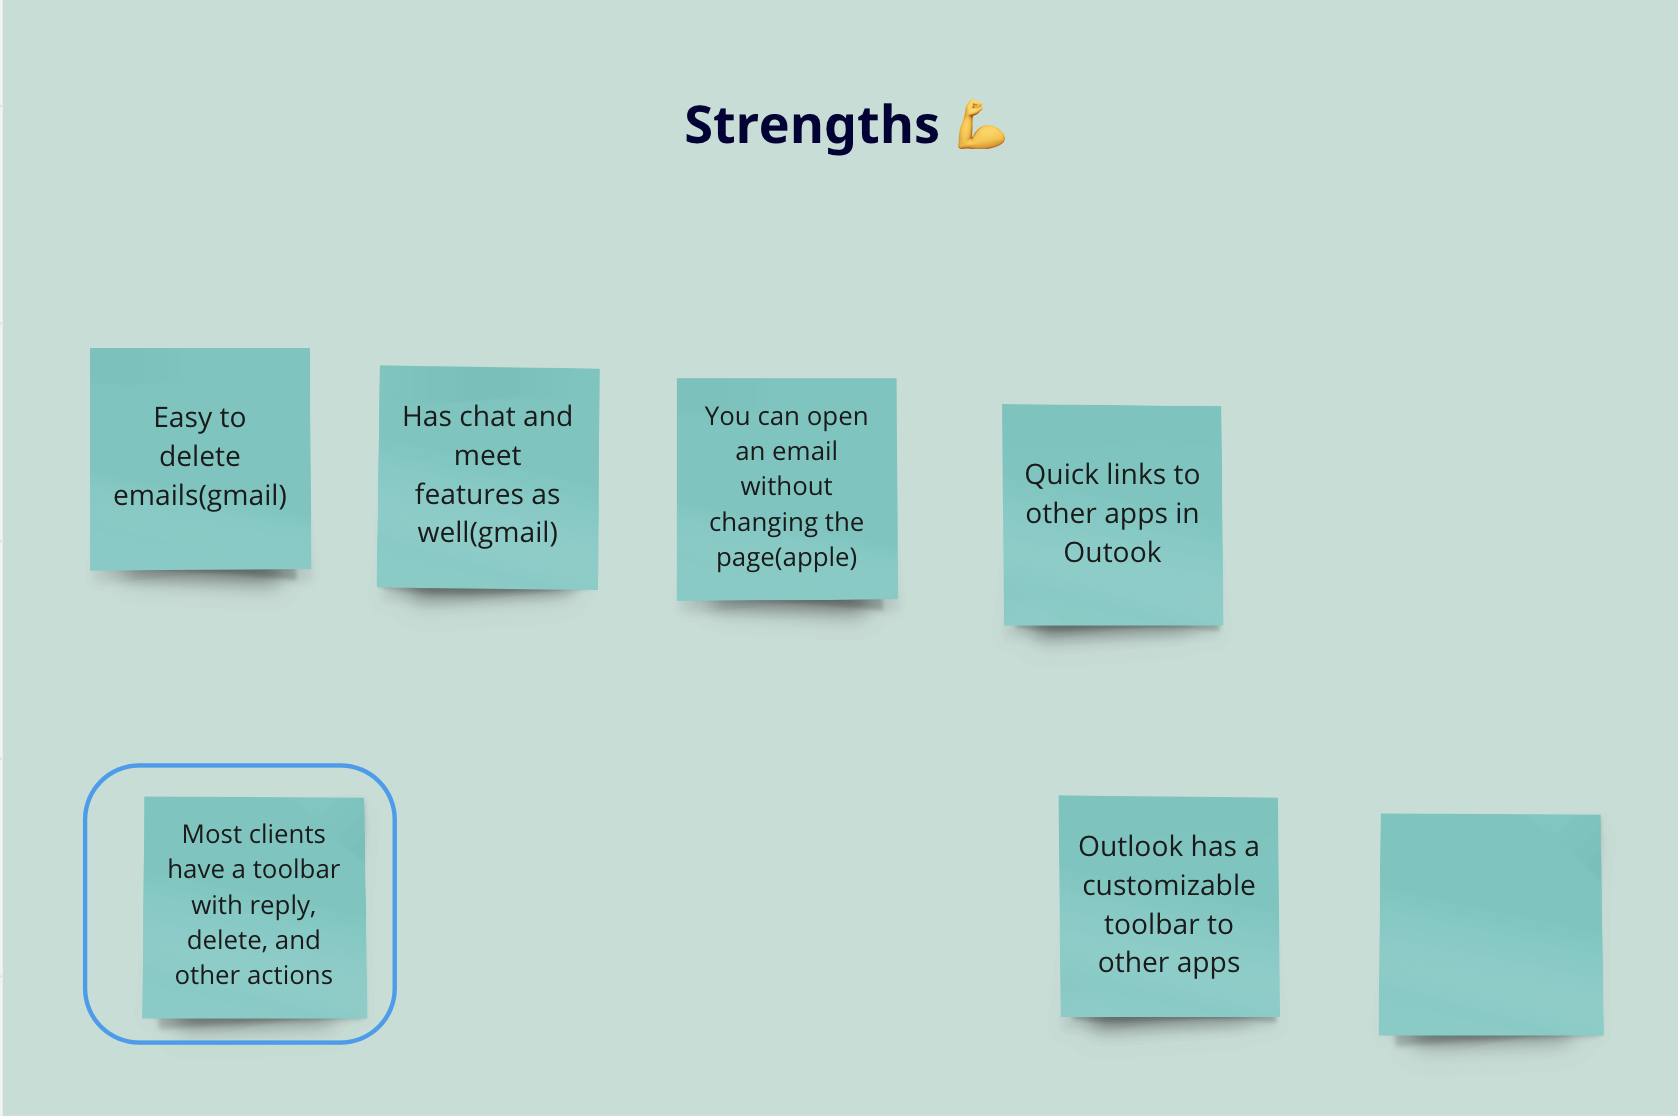 Strengths 💪
Easy to
delete
emails(gmail)
Has chat and
meet
features as
well(gmail)
You can open
an email
without
changing the
page(apple)
Quick links to
other apps in
Outook
Most clients
have a toolbar
with reply,
delete, and
other actions
Outlook has a
customizable
toolbar to
other apps